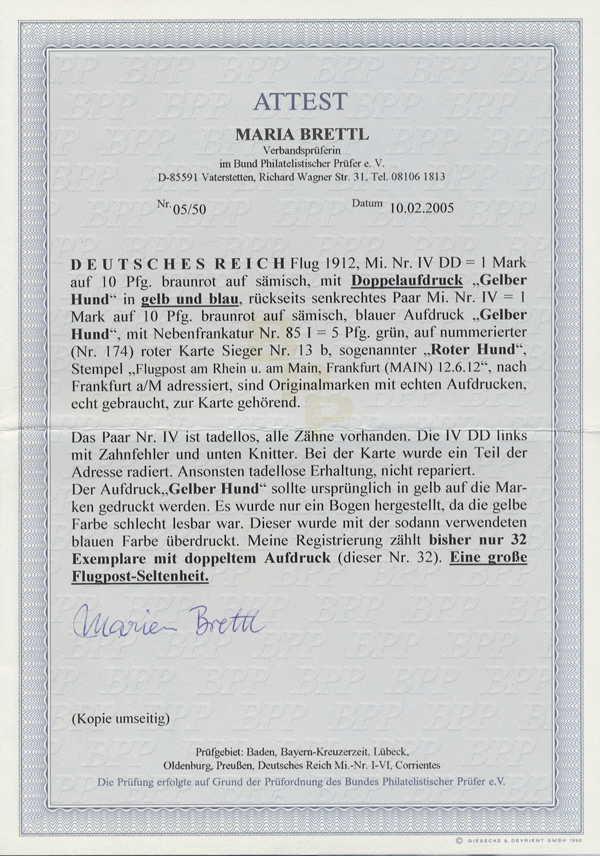 ATTEST
MARIA BRETTL
Verbandsprüferin
im Bund Philatelistischer Prüfer e. V.
D-85591 Vaterstetten, Richard Wagner Str. 31, Tel. 08106 1813
Nr. 05/50 Datum 10.02.2005
DEUTSCHES REICH Flug 1912, Mi. Nr. IV DD = 1 Mark
auf 10 Pfg. braunrot auf sämisch, mit Doppelaufdruck „Gelber
Hund“ in gelb und blau, rückseits senkrechtes Paar Mi. Nr. IV = 1
Mark auf 10 Pfg. braunrot auf sämisch, blauer Aufdruck „Gelber
Hund“, mit Nebenfrankatur Nr. 85 I = 5 Pfg. grün, auf nummerierter
(Nr. 174) roter Karte Sieger Nr. 13 b, sogenannter „Roter Hund“,
Stempel „Flugpost am Rhein u. am Main, Frankfurt (MAIN) 12.6.12“, nach
Frankfurt a/M adressiert, sind Originalmarken mit echten Aufdrucken,
echt gebraucht, zur Karte gehörend.
Das Paar Nr. IV ist tadellos, alle Zähne vorhanden. Die IV DD links
mit Zahnfehler und unten Knitter. Bei der Karte wurde ein Teil der
Adresse radiert. Ansonsten tadellose Erhaltung, nicht repariert.
Der Aufdruck„Gelber Hund“ sollte ursprünglich in gelb auf die Mar-
ken gedruckt werden. Es wurde nur ein Bogen hergestellt, da die gelbe
Farbe schlecht lesbar war. Dieser wurde mit der sodann verwendeten
blauen Farbe überdruckt. Meine Registrierung zählt bisher nur 32
Exemplare mit doppeltem Aufdruck (dieser Nr. 32). Eine große
Flugpost-Seltenheit.
Marien Brettl
(Kopie umseitig)
Prüfgebiet: Baden, Bayern-Kreuzerzeit, Lübeck,
Oldenburg, Preußen, Deutsches Reich Mi.-Nr. I-VI, Corrientes
Die Prüfung erfolgte auf Grund der Prüfordnung des Bundes Philatelistischer Prüfer e.V.
© GIESECKE & DEVRIENT GMBH 1992